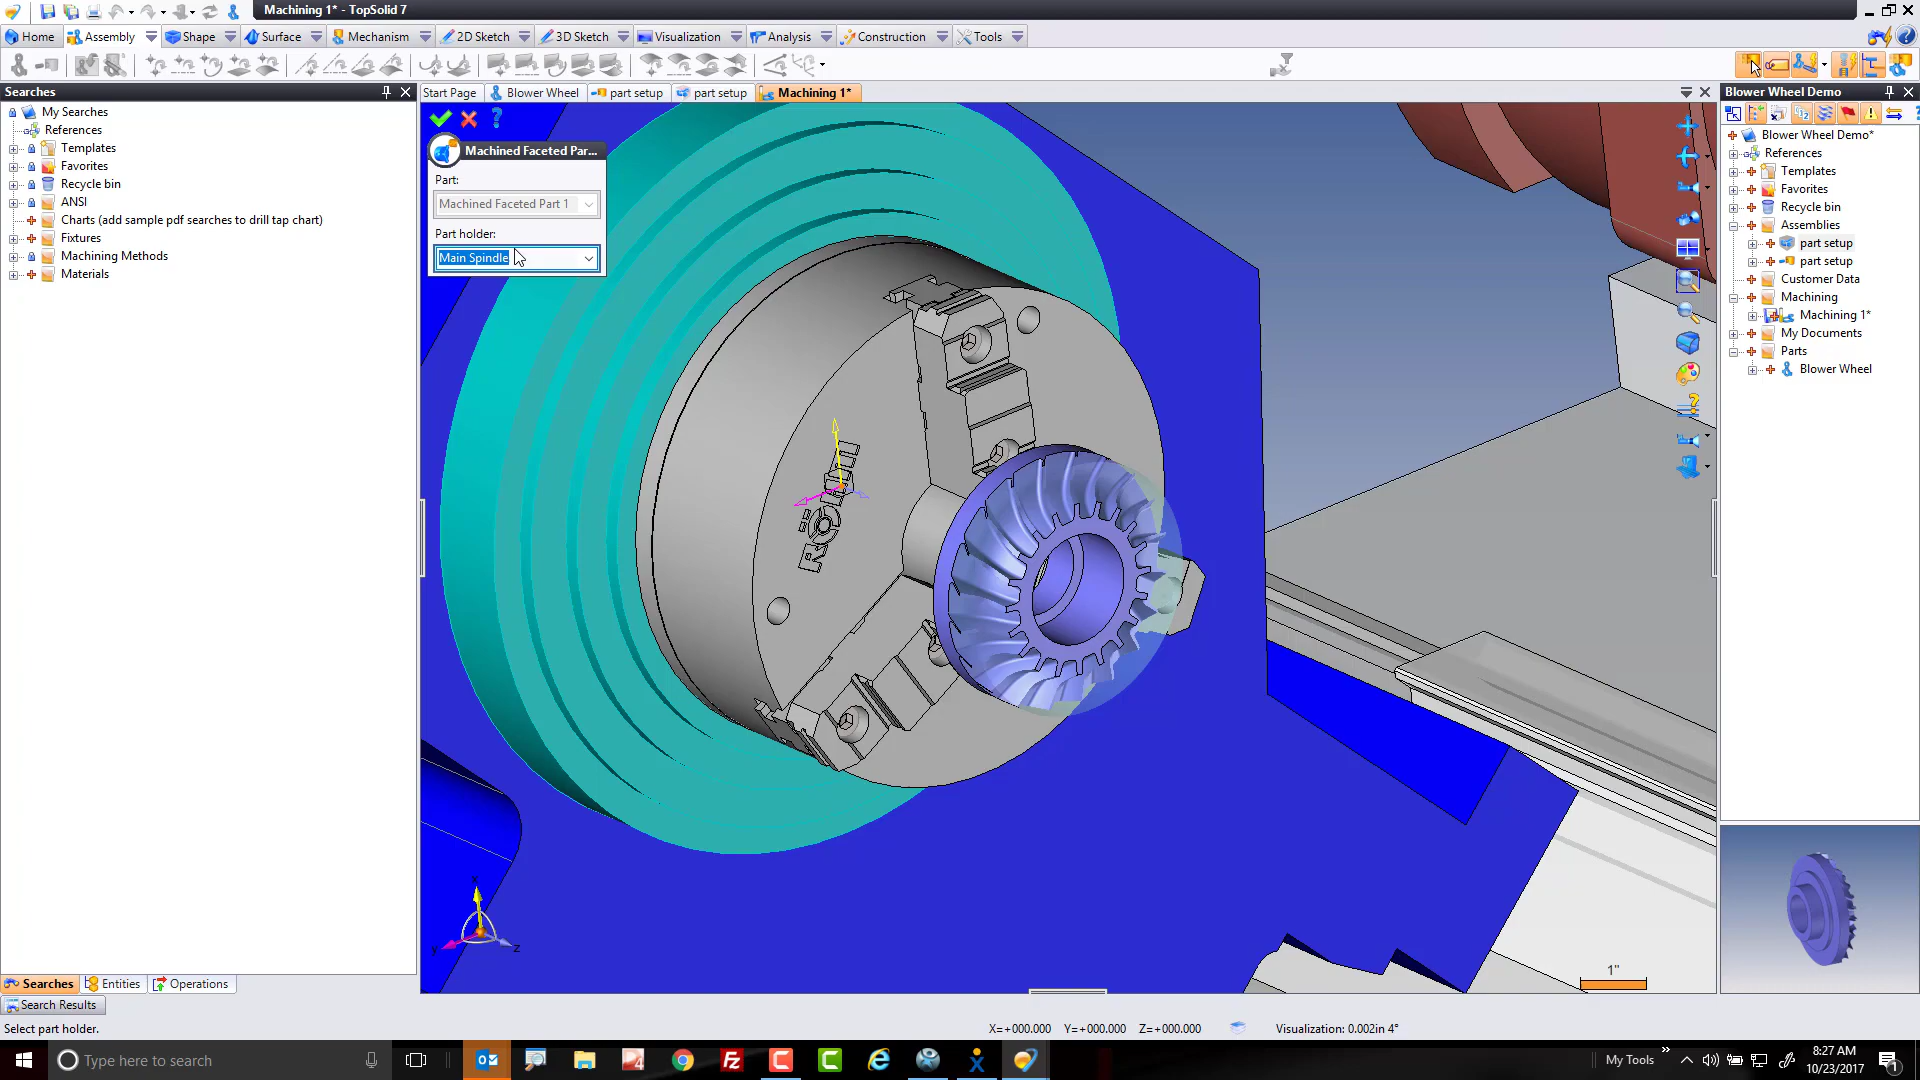 Machining 1* - TopSolid 7
Home Assembly Shape Surface Mechanism 2D Sketch 3D Sketch Visualization Analysis Construction Tools
Searches
Start Page Blower Wheel part setup part setup Machining 1*
Blower Wheel Demo
My Searches
References
Templates
Favorites
Recycle bin
ANSI
Charts (add sample pdf searches to drill tap chart)
Fixtures
Machining Methods
Materials
Machined Faceted Par...
Part:
Machined Faceted Part 1
Part holder:
Main Spindle
RÖHM
Blower Wheel Demo*
References
Templates
Favorites
Recycle bin
Assemblies
part setup
part setup
Customer Data
Machining
Machining 1*
My Documents
Parts
Blower Wheel
X
Y
Z
1"
Searches Entities Operations
Search Results
Select part holder.
X=+000.000 Y=+000.000 Z=+000.000 Visualization: 0.002in 4°
Type here to search
My Tools
8:27 AM
10/23/2017